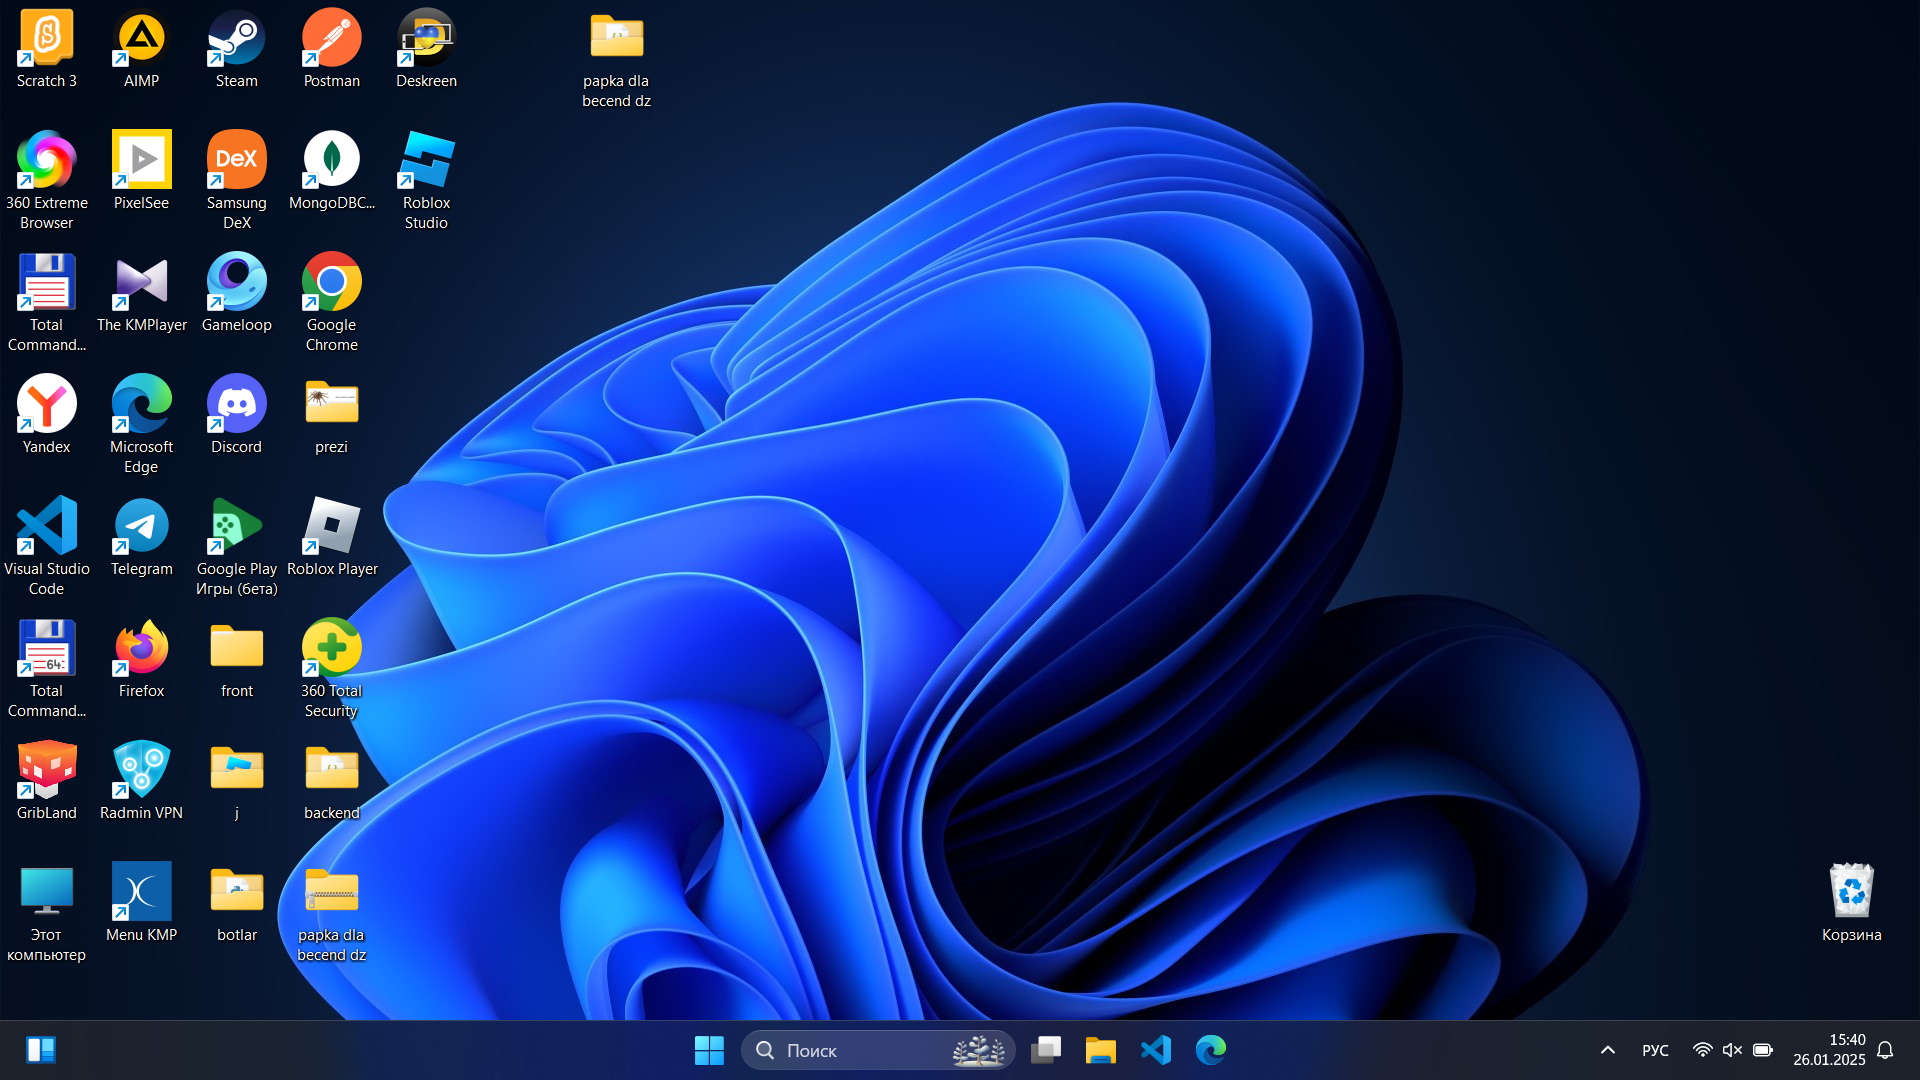 Scratch 3
AIMP
Steam
Postman
Deskreen
papka dla
becend dz
360 Extreme
Browser
PixelSee
DeX
Samsung
DeX
MongoDBC...
Roblox
Studio
Total
Command...
The KMPlayer
Gameloop
Google
Chrome
Yandex
Microsoft
Edge
Discord
prezi
Visual Studio
Code
Telegram
Google Play
Игры (бета)
Roblox Player
64
Total
Command...
Firefox
front
360 Total
Security
GribLand
Radmin VPN
j
backend
Этот
компьютер
Menu KMP
botlar
papka dla
becend dz
Корзина
Поиск
РУС
15:40
26.01.2025